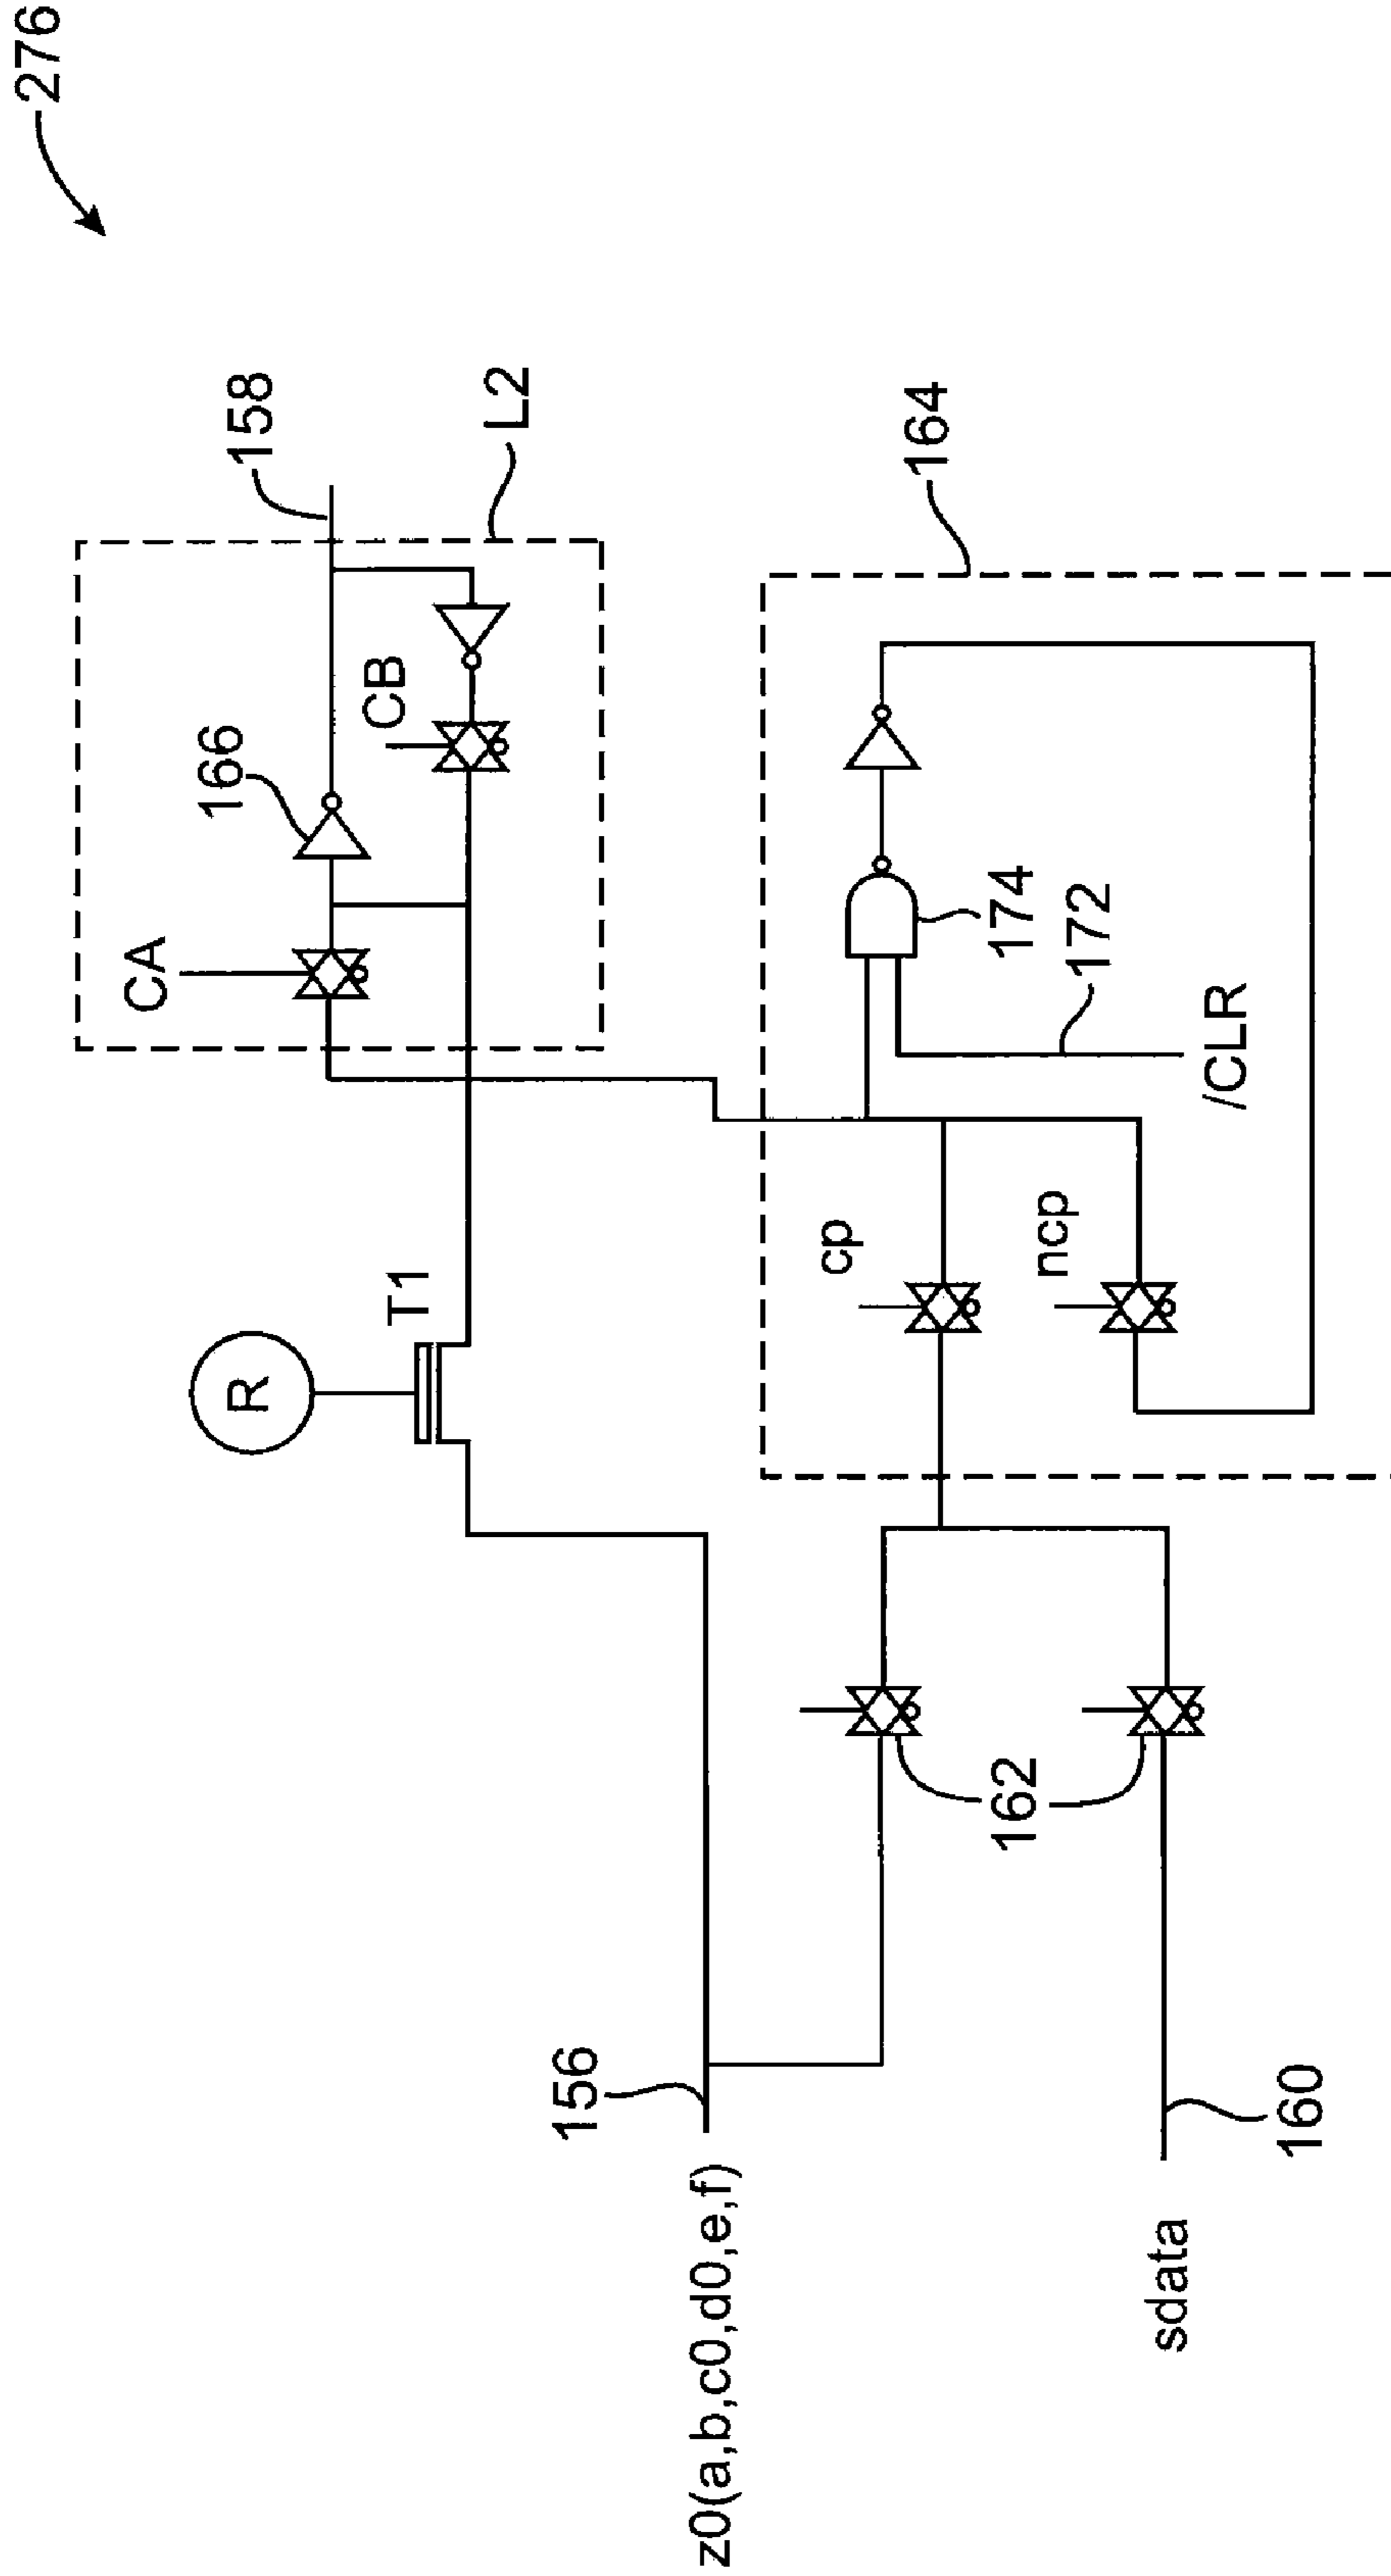 276
158
L2
166
CB
CA
164
174
172
/CLR
cp
ncp
T1
R
162
156
160
z0(a,b,c0,d0,e,f)
sdata